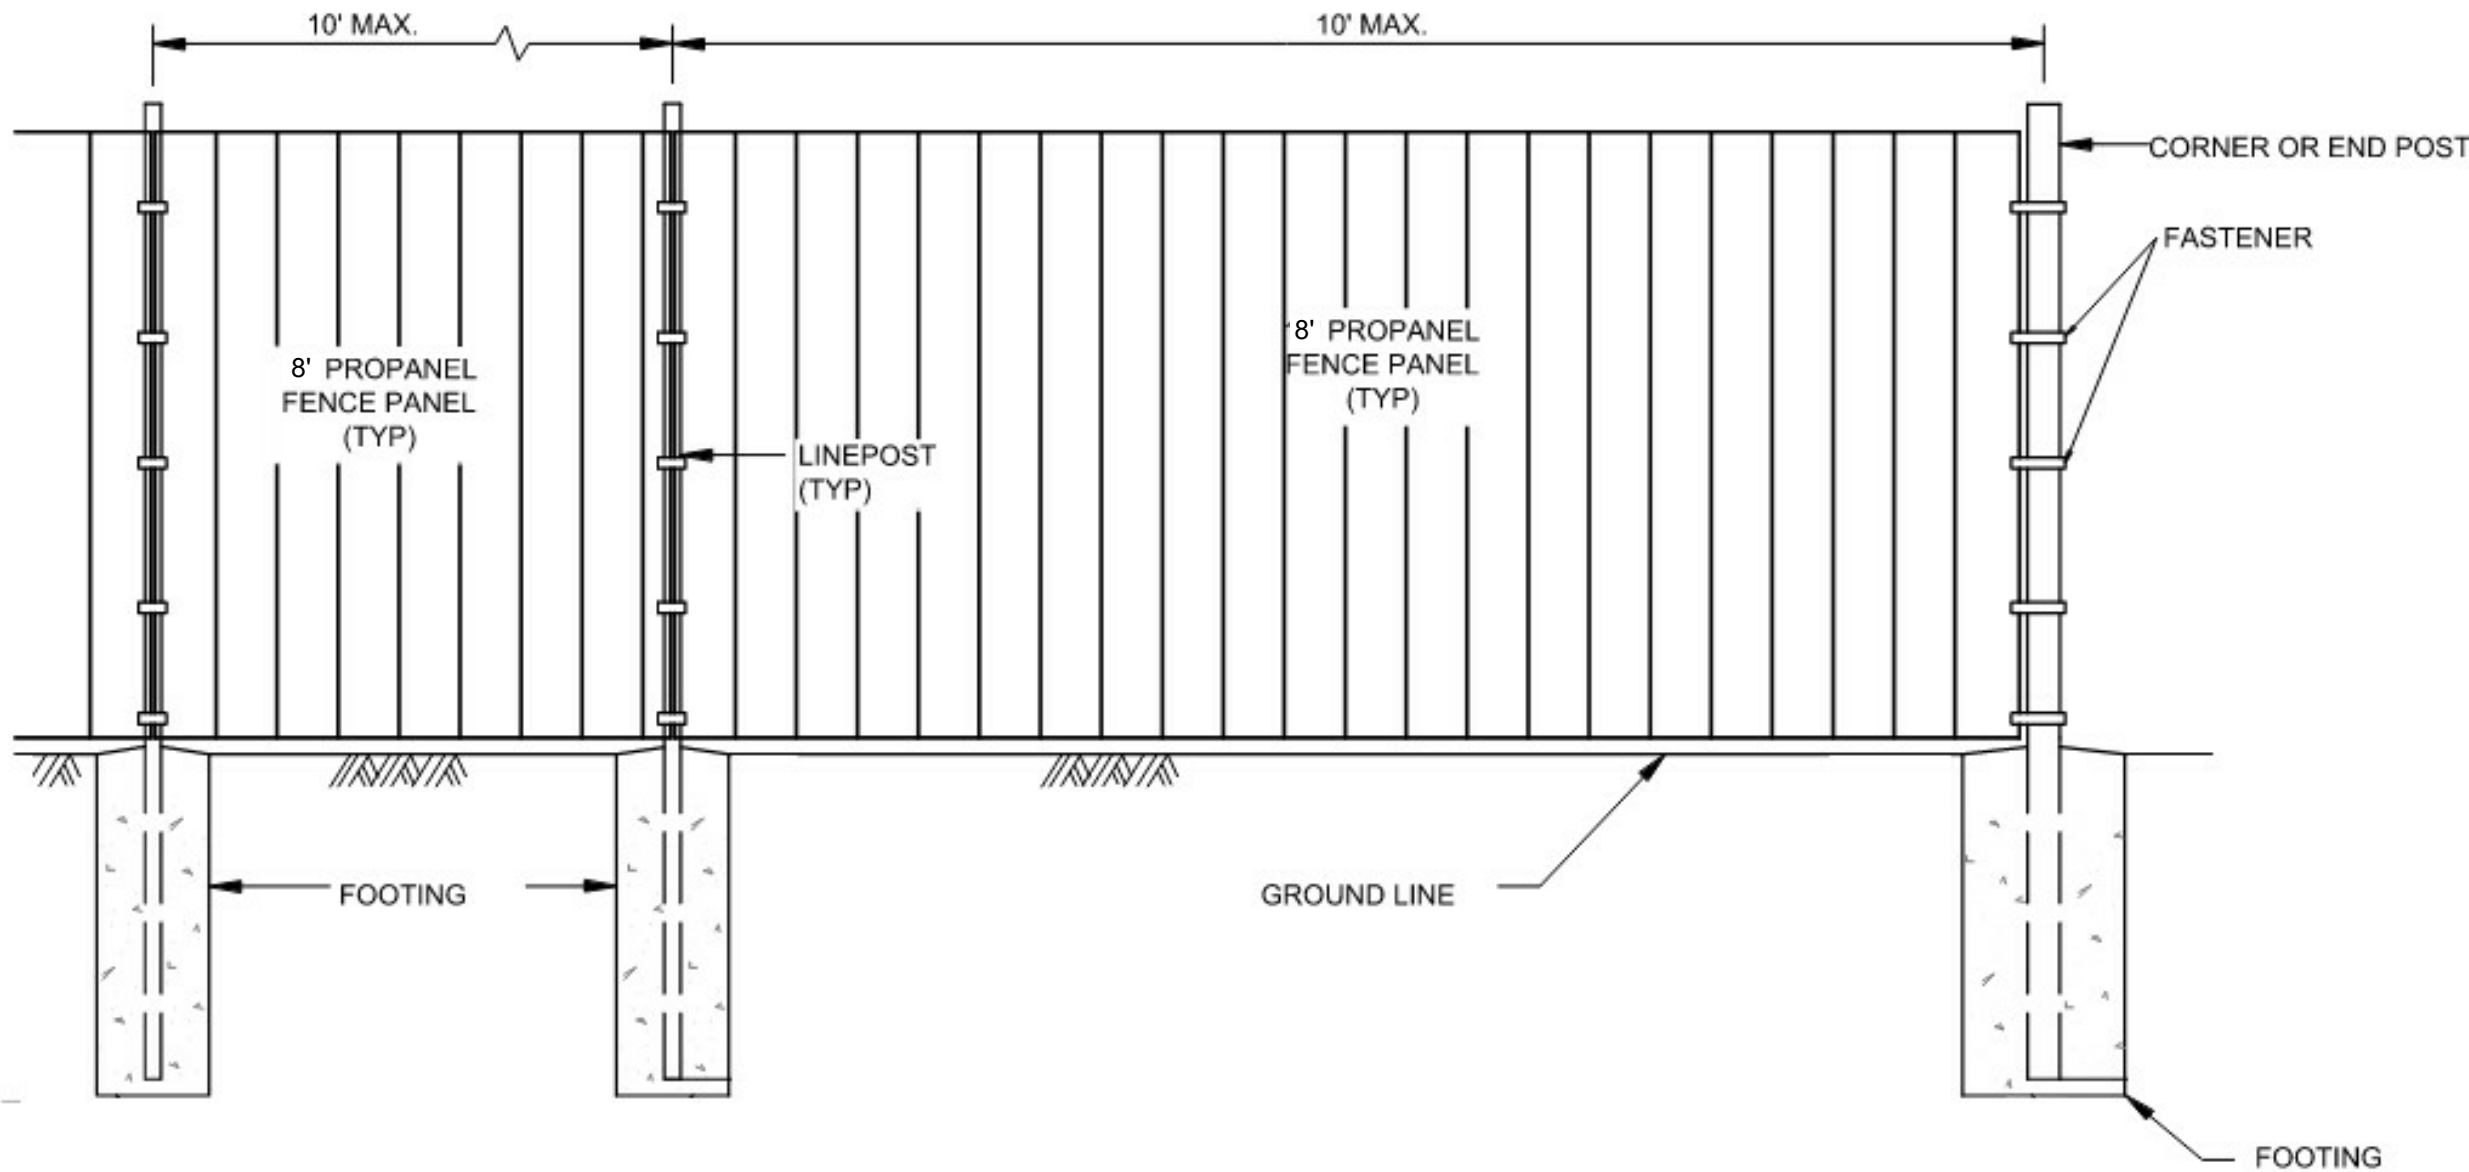 10' MAX.
10' MAX.
CORNER OR END POST
FASTENER
8' PROPANEL
FENCE PANEL
(TYP)
8' PROPANEL
FENCE PANEL
(TYP)
LINEPOST
(TYP)
FOOTING
GROUND LINE
FOOTING